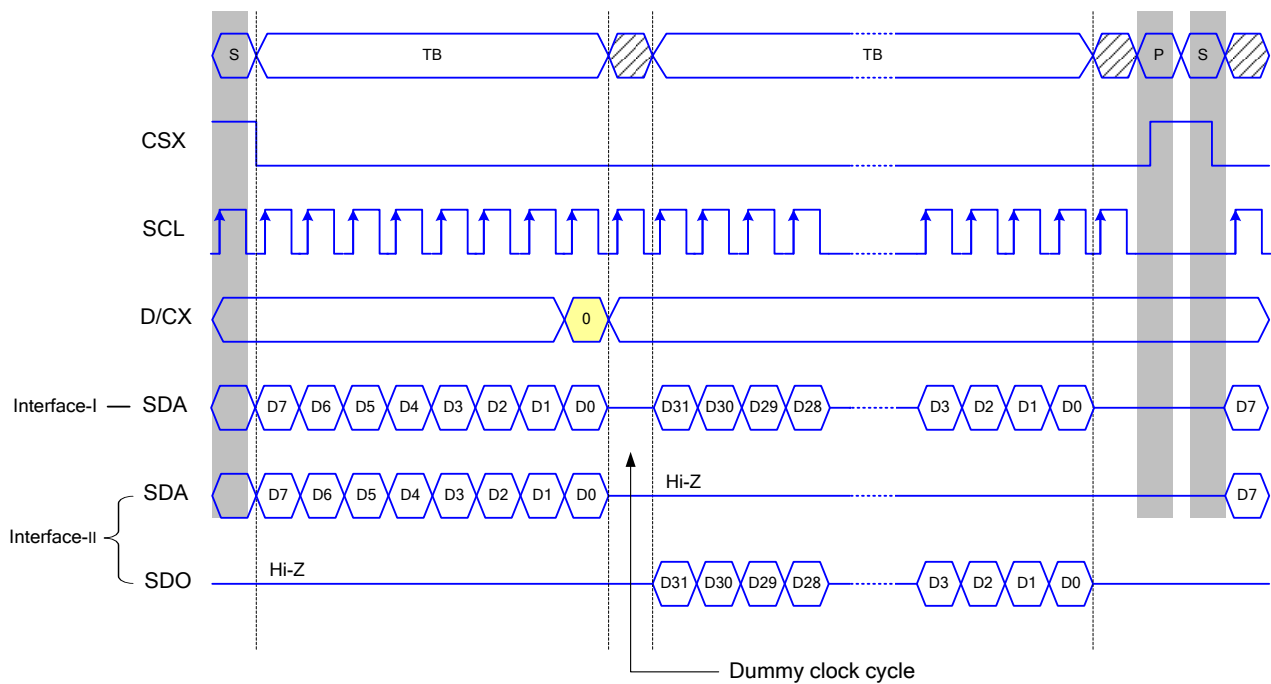 S TB TB P S
CSX
SCL
D/CX 0
Interface-I SDA D7 D6 D5 D4 D3 D2 D1 D0 D31 D30 D29 D28 D3 D2 D1 D0 D7
SDA D7 D6 D5 D4 D3 D2 D1 D0 Hi-Z D7
Interface-II
SDO Hi-Z D31 D30 D29 D28 D3 D2 D1 D0
Dummy clock cycle